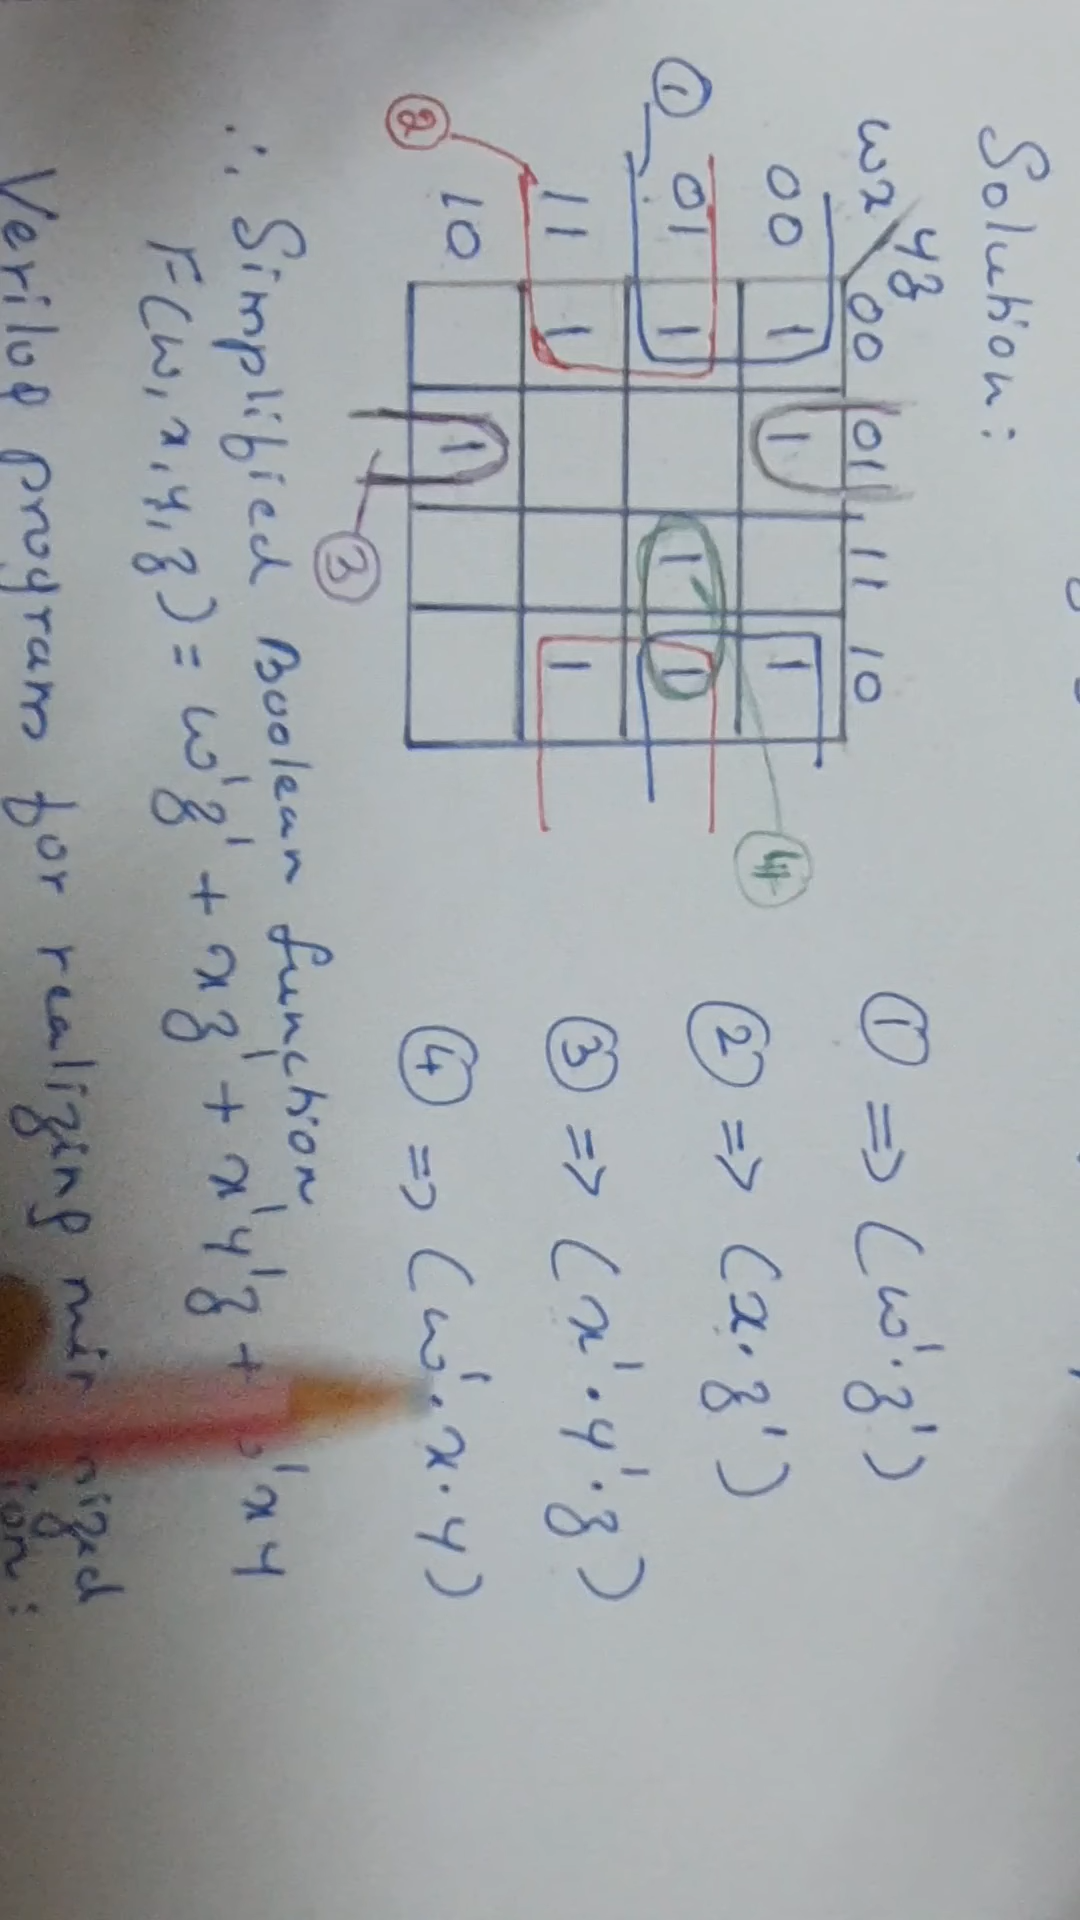 Solution:
wx yz 00 01 11 10
00 1 1 1
① 01 1 1 1
11 1 1
② 10 1
③
④
① => (w'.z')
② => (x.z')
③ => (x'.y'.z)
④ => (w'.x.y)
∴ Simplified Boolean function
F(w,x,y,z) = w'z' + xz' + x'y'z + 'xy
Verilog program for realizing